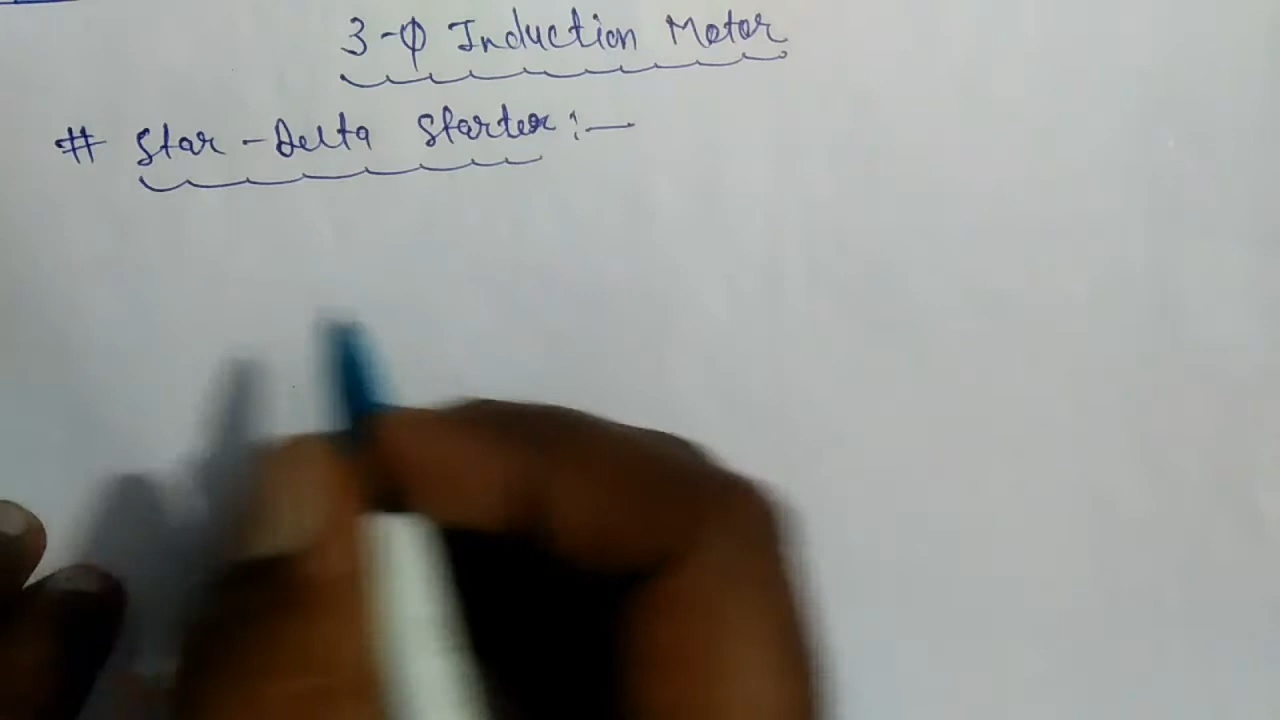 3-φ Induction Motor
# Star-Delta Starter :-